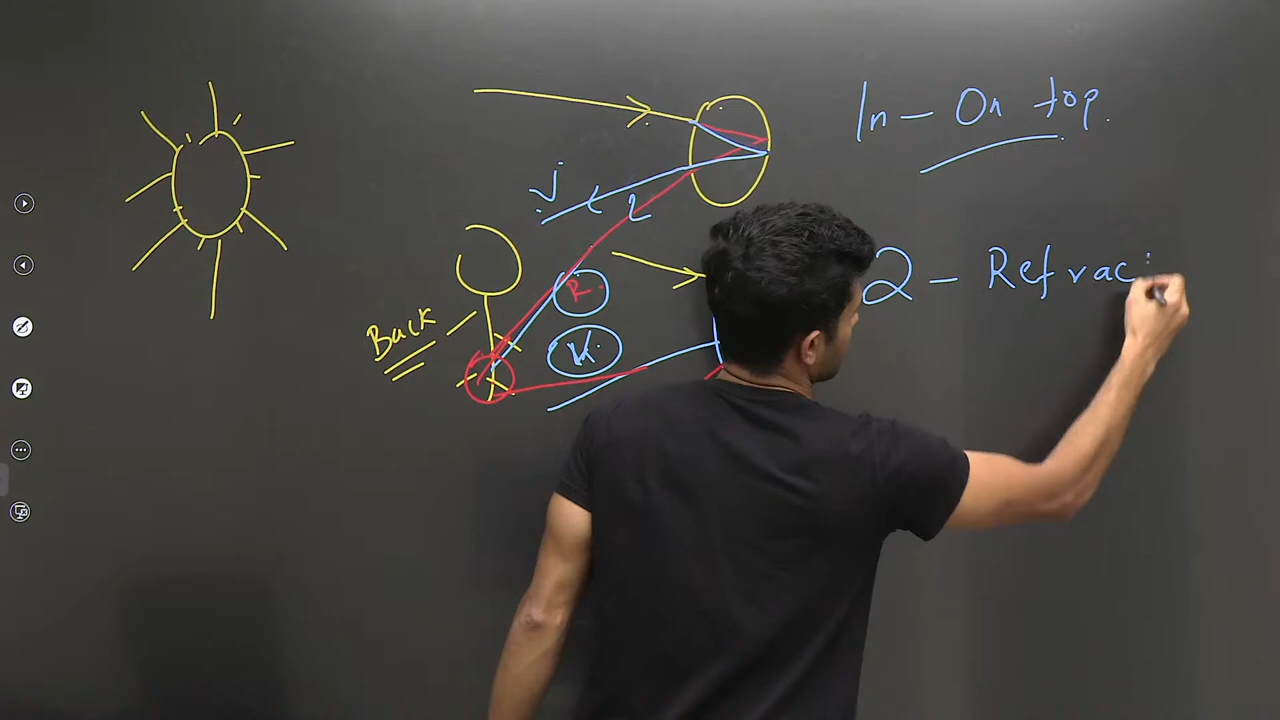 In - On top.
2 - Refrac
R.
Back